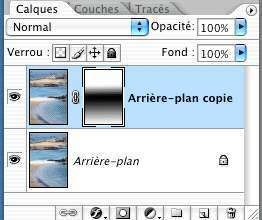 Calques Couches Tracés
Normal Opacité: 100%
Verrou : Fond : 100%
Arrière-plan copie
Arrière-plan